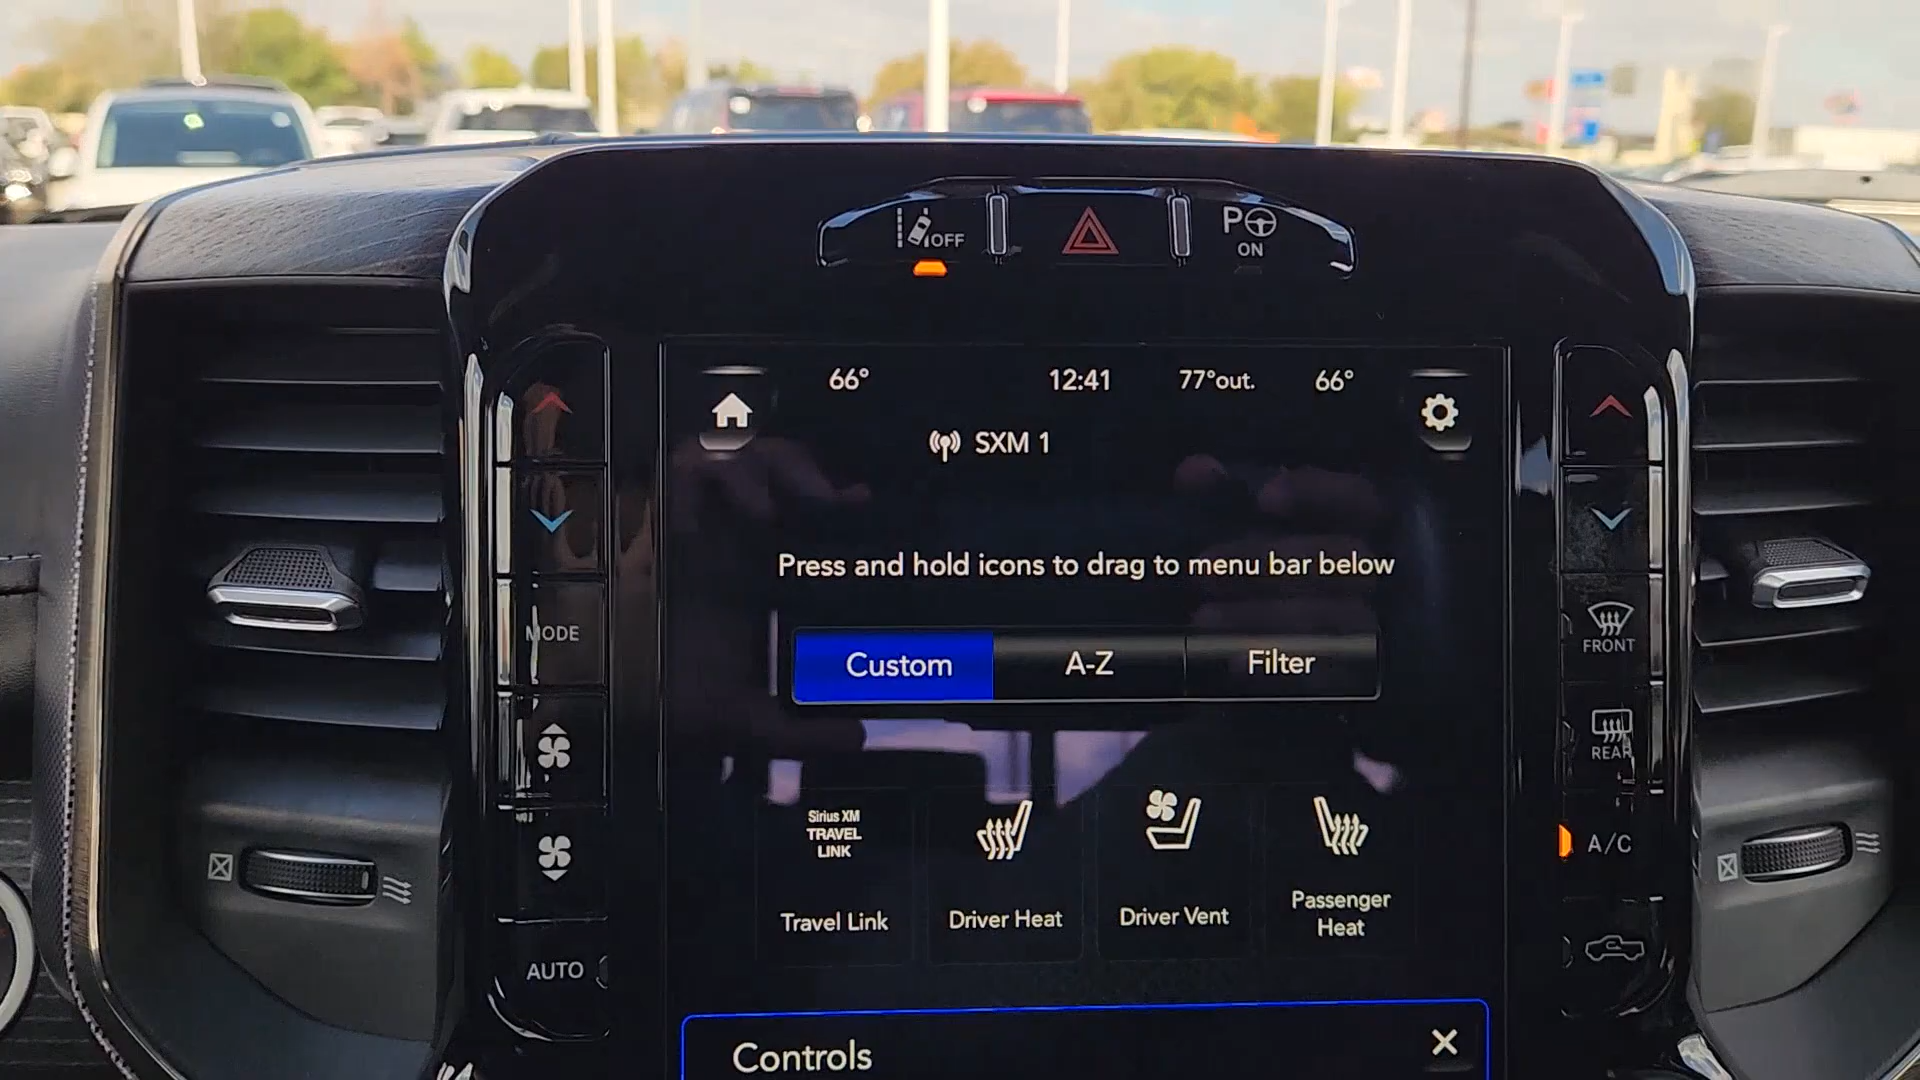 OFF
P
ON
66°
12:41
77°out.
66°
SXM 1
Press and hold icons to drag to menu bar below
Custom
A-Z
Filter
MODE
FRONT
REAR
A/C
AUTO
Sirius XM
TRAVEL
LINK
Travel Link
Driver Heat
Driver Vent
Passenger
Heat
Controls